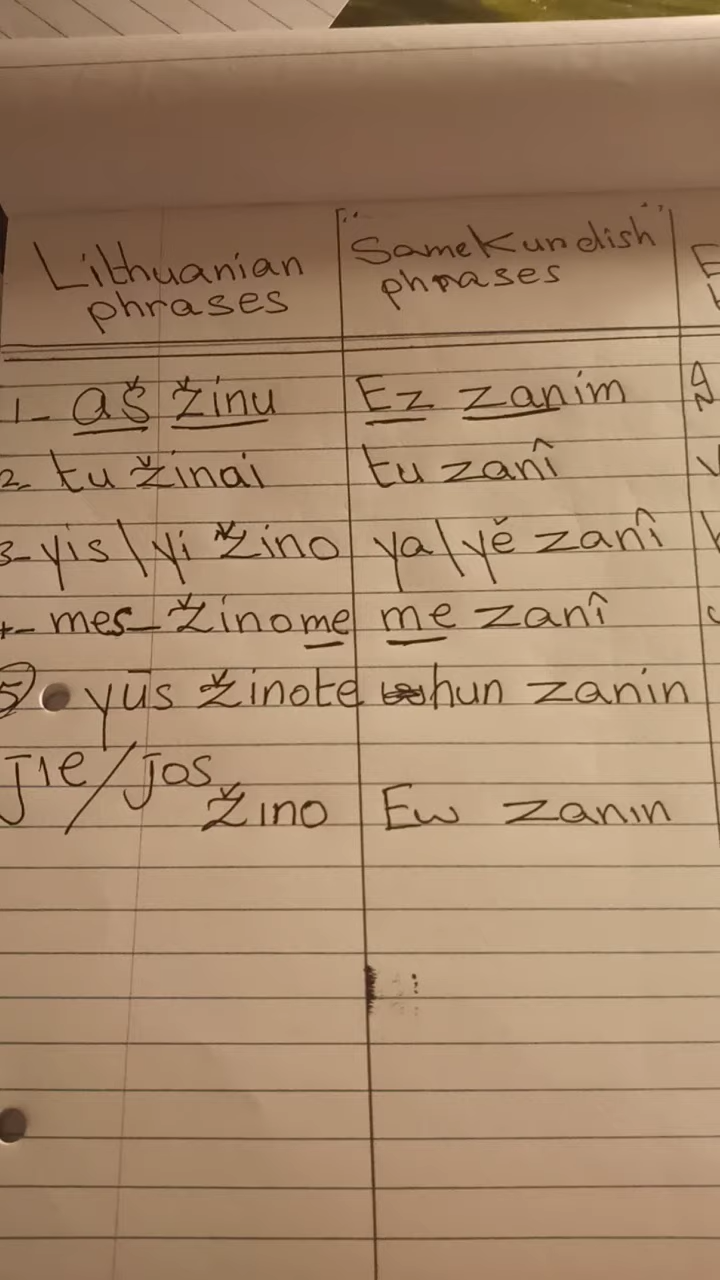 Lithuanian phrases
"Same Kurdish" phrases
1- aš žinu Ez zanim
2- tu žinai tu zanî
3- yis\yi žino ya\yě zanî
4- mes- žinome me zanî
5 yūs žinote hun zanin
Jie/Jos
žino Ew zanin